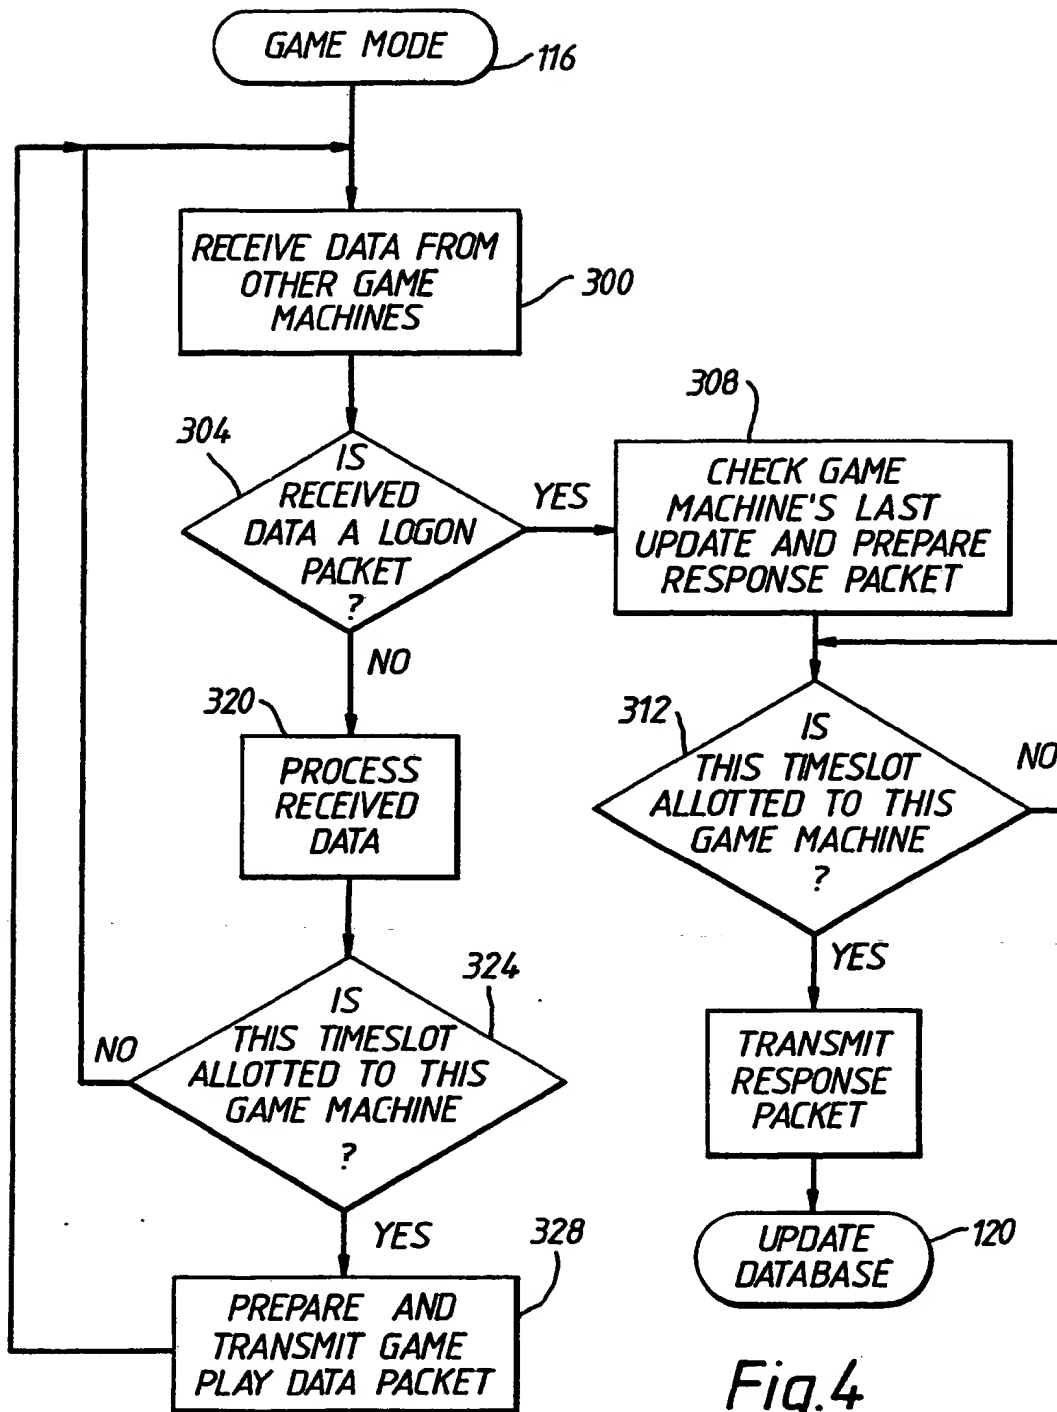 GAME MODE
116
RECEIVE DATA FROM
OTHER GAME
MACHINES
300
304
IS
RECEIVED
DATA A LOGON
PACKET
?
YES
308
CHECK GAME
MACHINE'S LAST
UPDATE AND PREPARE
RESPONSE PACKET
NO
320
PROCESS
RECEIVED
DATA
312
IS
THIS TIMESLOT
ALLOTTED TO THIS
GAME MACHINE
?
NO
YES
324
IS
THIS TIMESLOT
ALLOTTED TO THIS
GAME MACHINE
?
NO
YES
TRANSMIT
RESPONSE
PACKET
328
PREPARE AND
TRANSMIT GAME
PLAY DATA PACKET
UPDATE
DATABASE
120
Fig.4